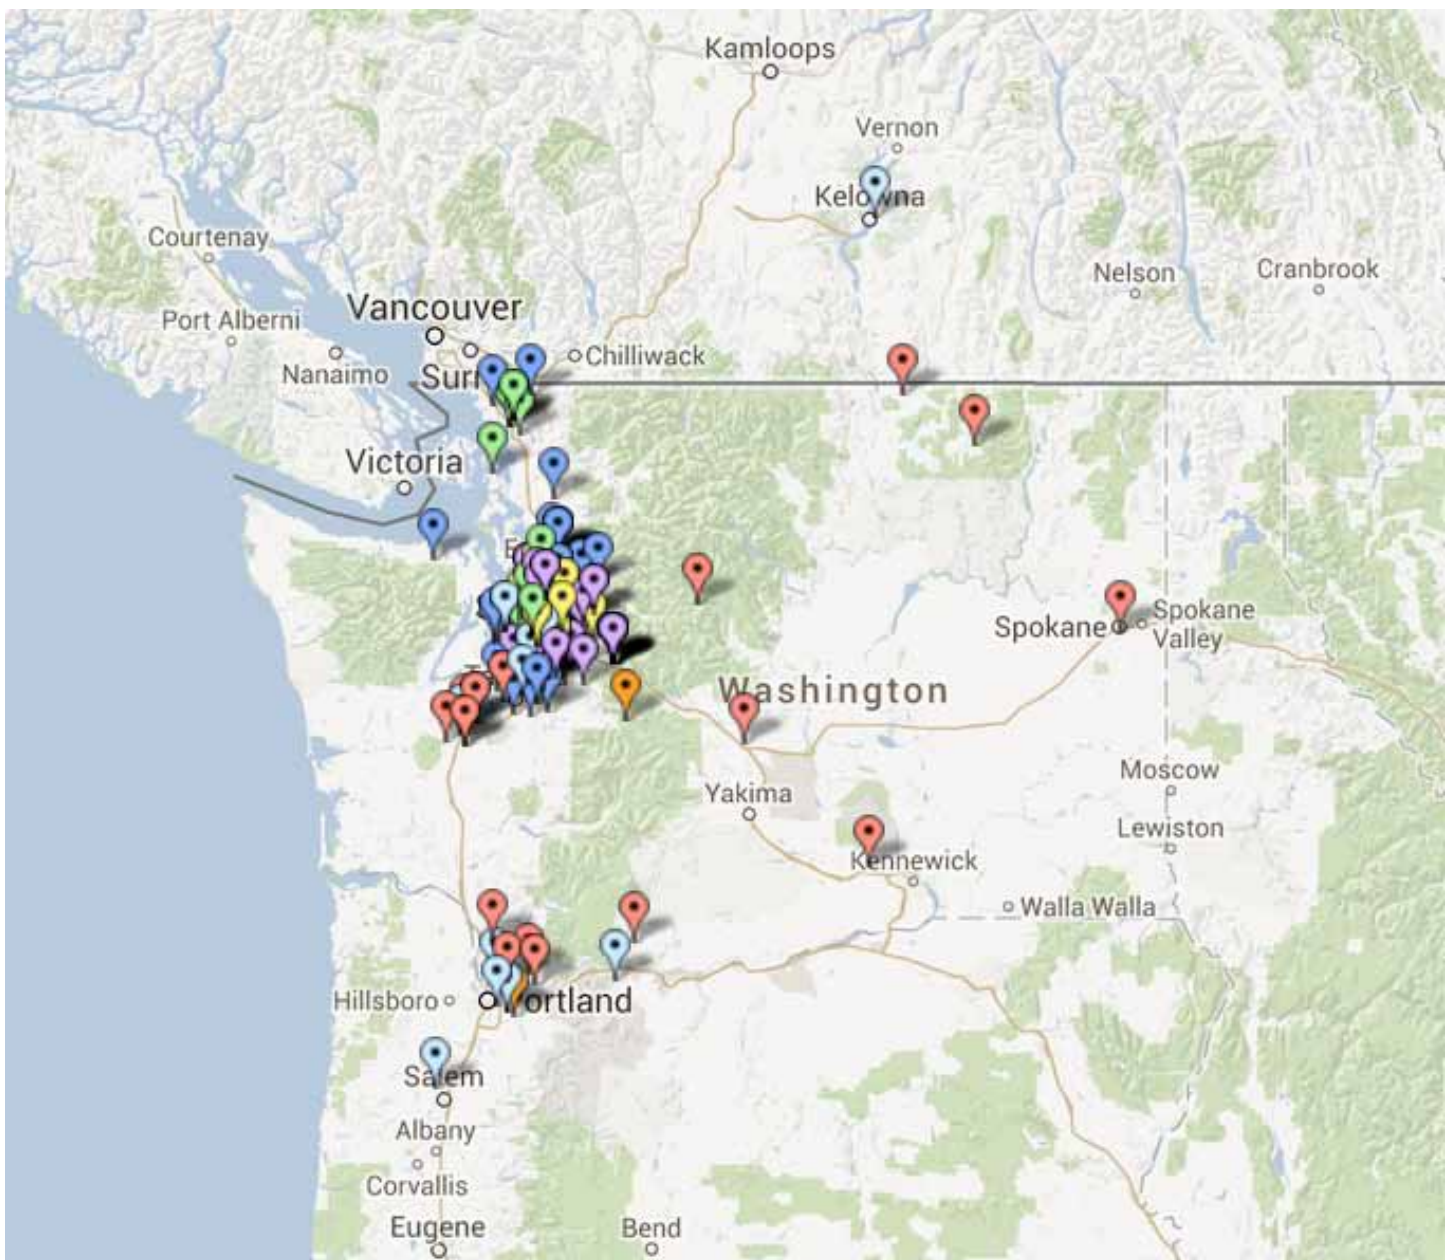 Kamloops
Vernon
Kelowna
Courtenay
Nelson
Cranbrook
Vancouver
Port Alberni
Chilliwack
Nanaimo
Surr
Victoria
E
Spokane
Spokane
Valley
T
Washington
Moscow
Yakima
Lewiston
Kennewick
Walla Walla
Hillsboro
Portland
Salem
Albany
Corvallis
Eugene
Bend